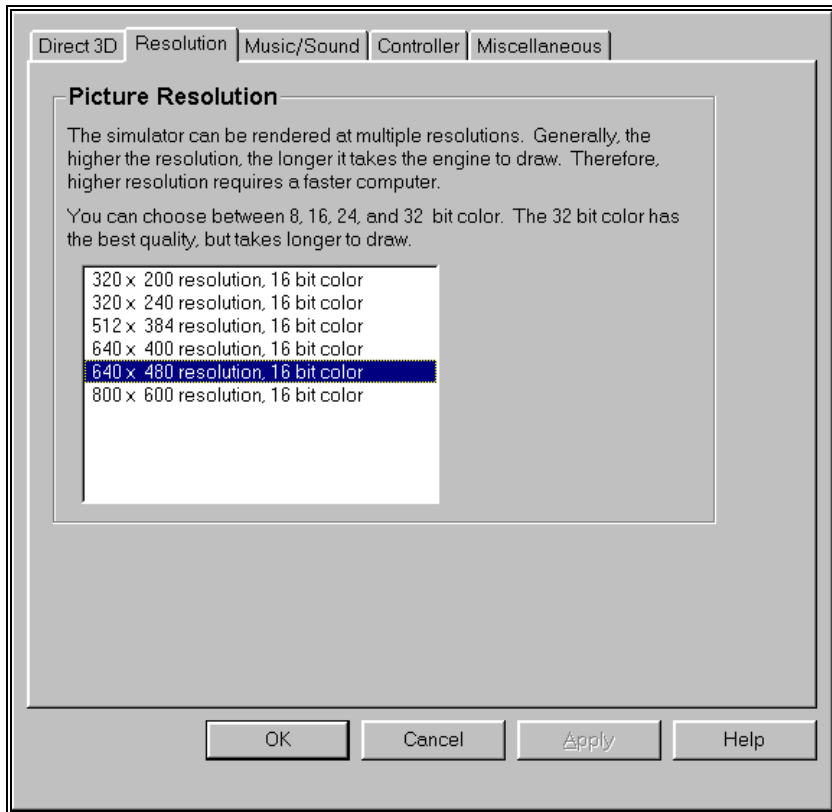 Direct 3D Resolution Music/Sound Controller Miscellaneous
Picture Resolution
The simulator can be rendered at multiple resolutions. Generally, the
higher the resolution, the longer it takes the engine to draw. Therefore,
higher resolution requires a faster computer.
You can choose between 8, 16, 24, and 32 bit color. The 32 bit color has
the best quality, but takes longer to draw.
320 x 200 resolution, 16 bit color
320 x 240 resolution, 16 bit color
512 x 384 resolution, 16 bit color
640 x 400 resolution, 16 bit color
640 x 480 resolution, 16 bit color
800 x 600 resolution, 16 bit color
OK Cancel Apply Help